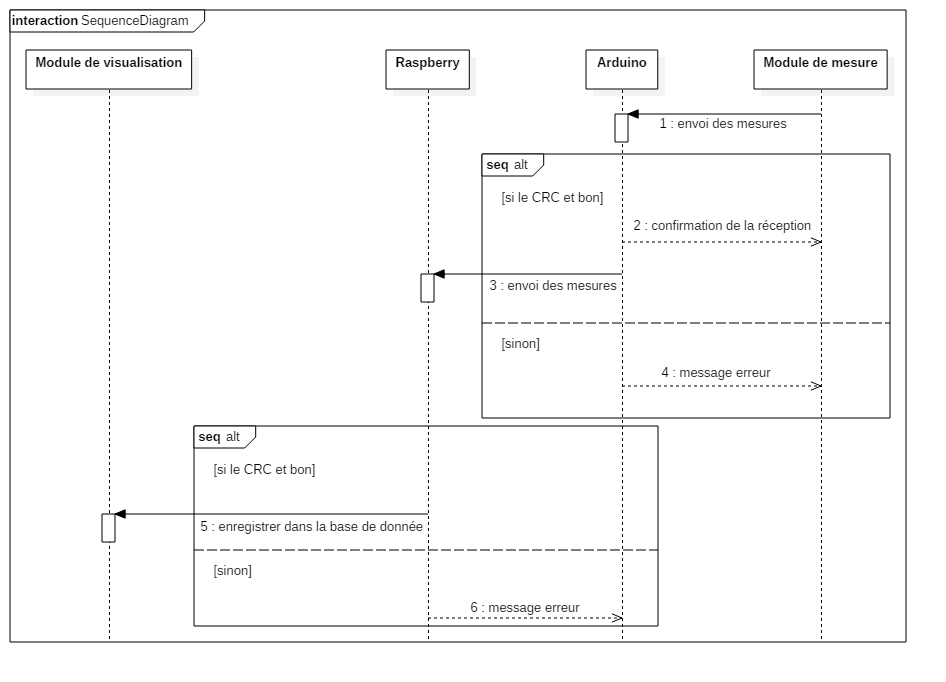 interaction SequenceDiagram
Module de visualisation
Raspberry
Arduino
Module de mesure
1 : envoi des mesures
seq alt
[si le CRC et bon]
2 : confirmation de la réception
3 : envoi des mesures
[sinon]
4 : message erreur
seq alt
[si le CRC et bon]
5 : enregistrer dans la base de donnée
[sinon]
6 : message erreur